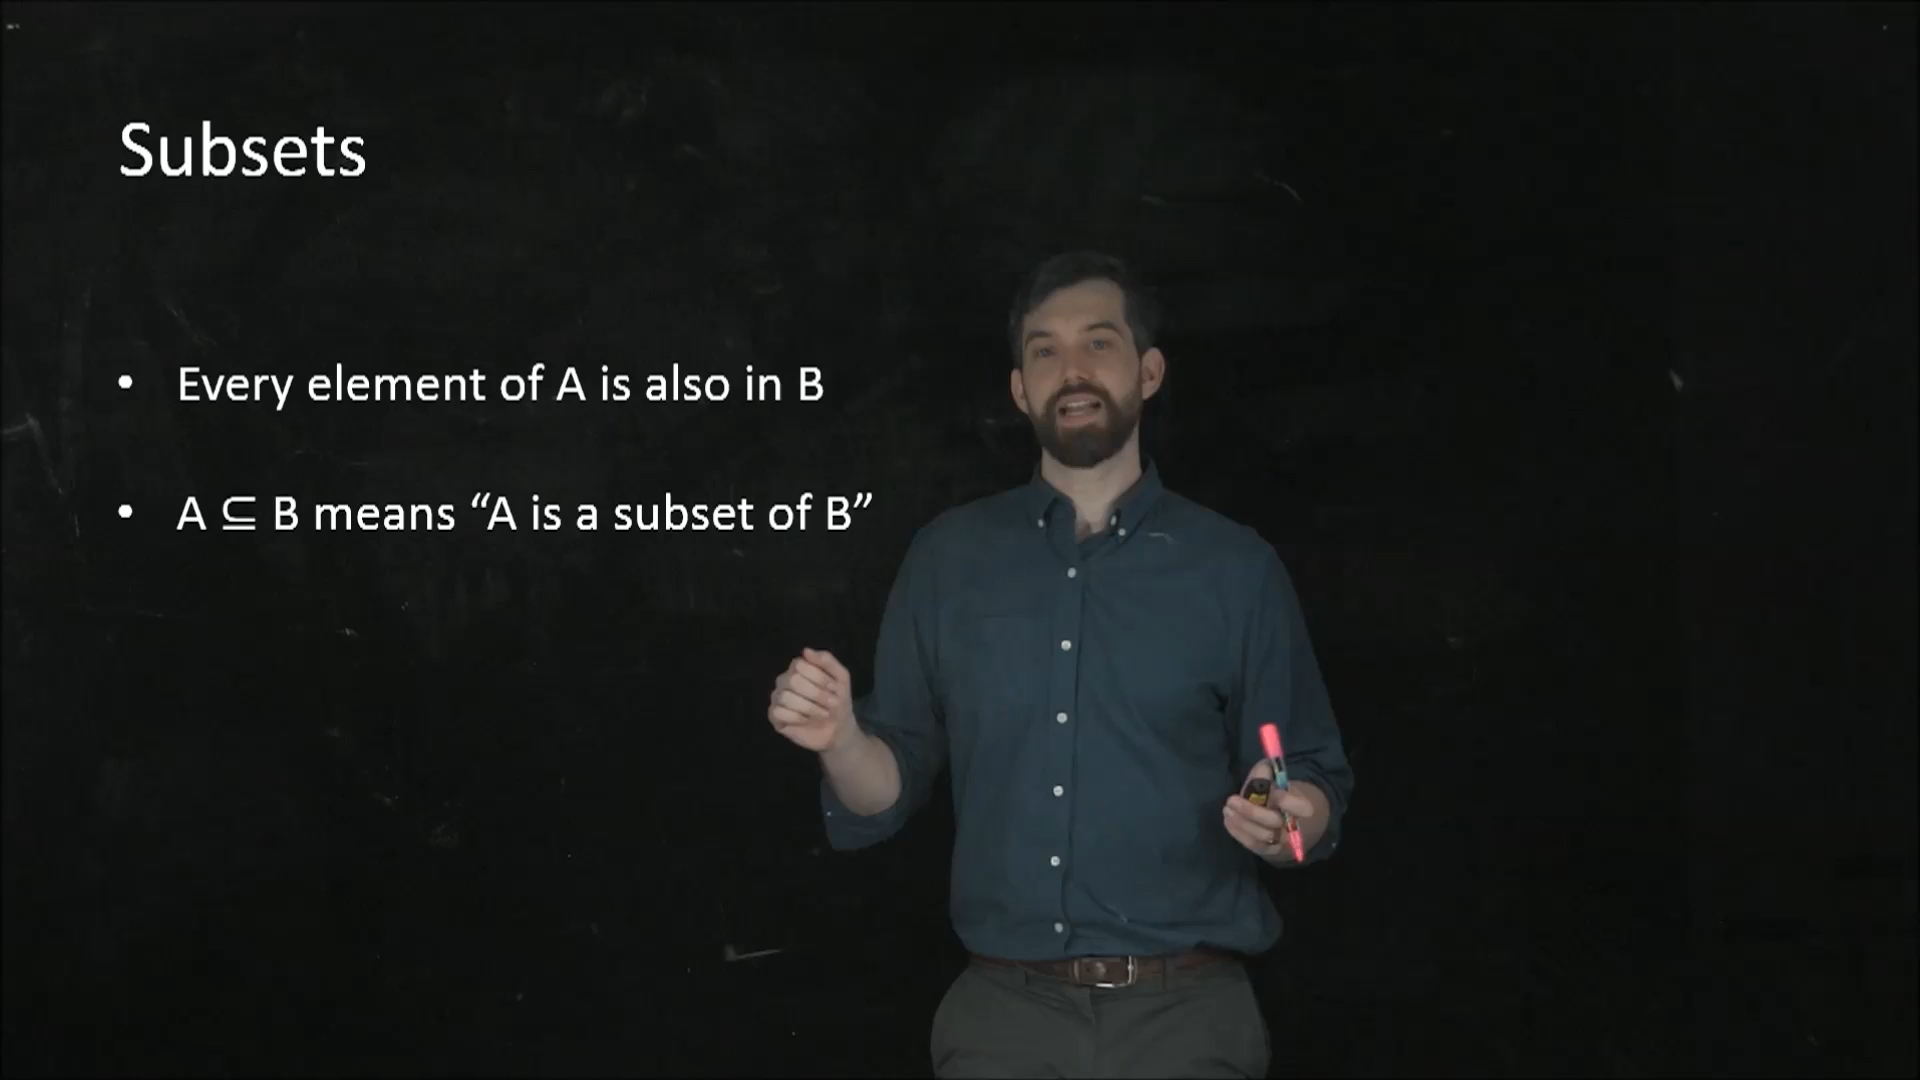 Subsets
• Every element of A is also in B
• A ⊆ B means “A is a subset of B”